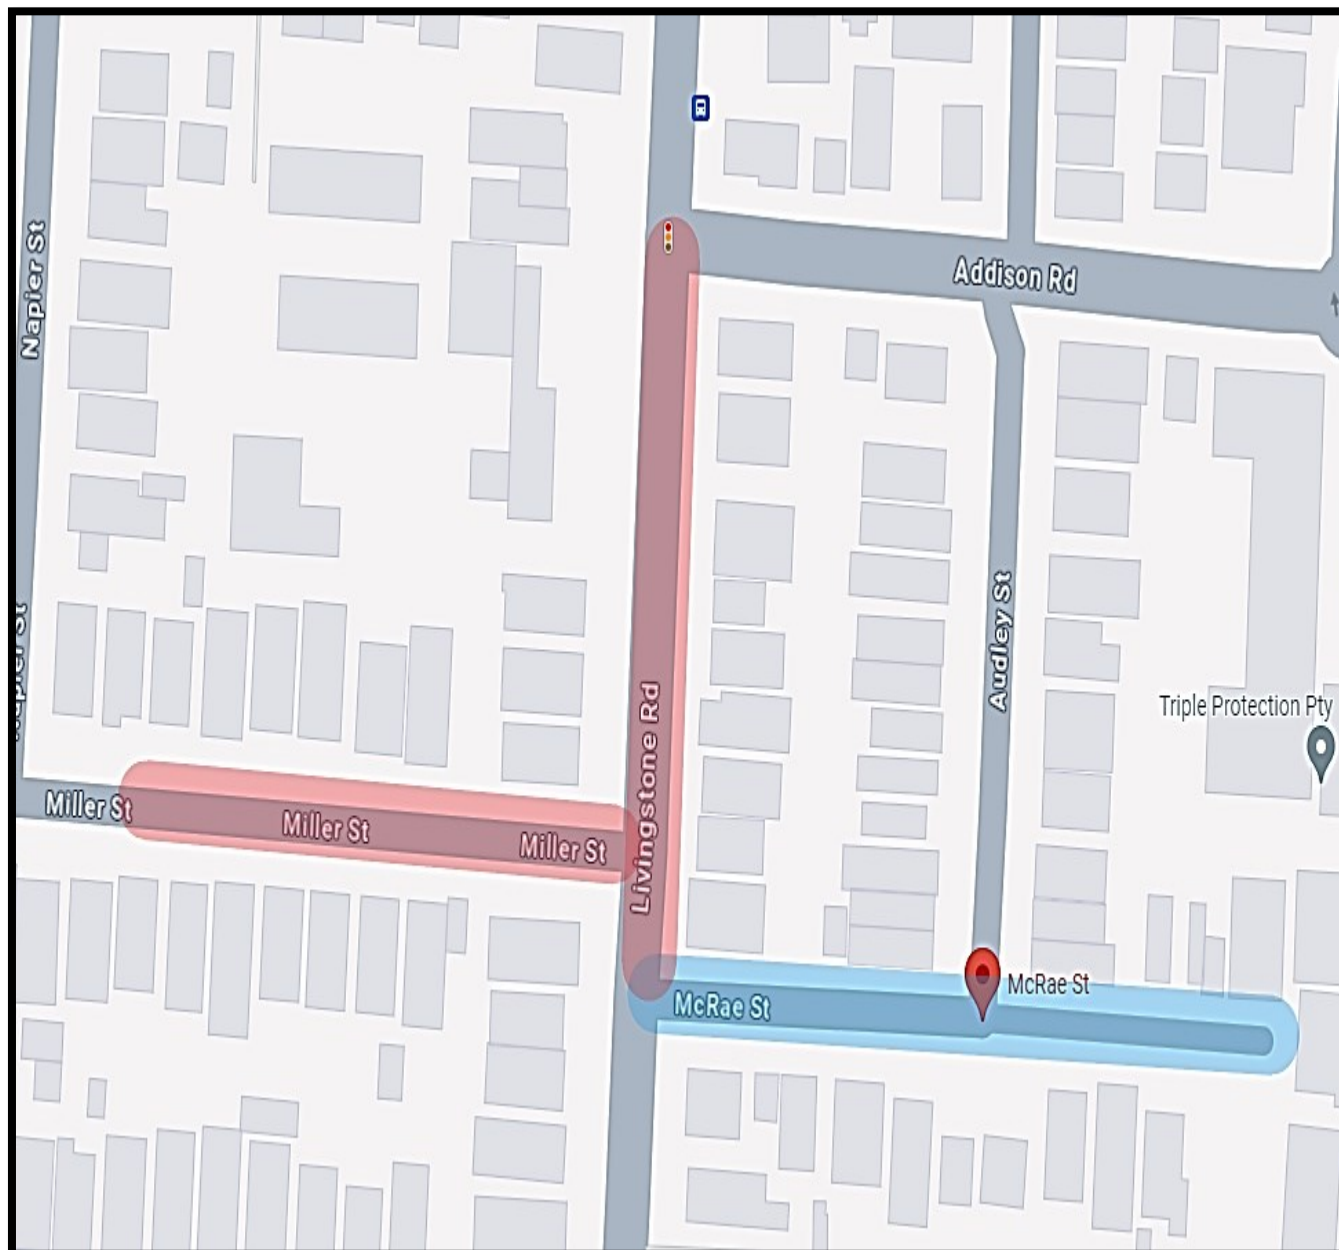 Napier St
Addison Rd
Audley St
Napier St
Livingstone Rd
Triple Protection Pty
Miller St
Miller St
Miller St
McRae St
McRae St